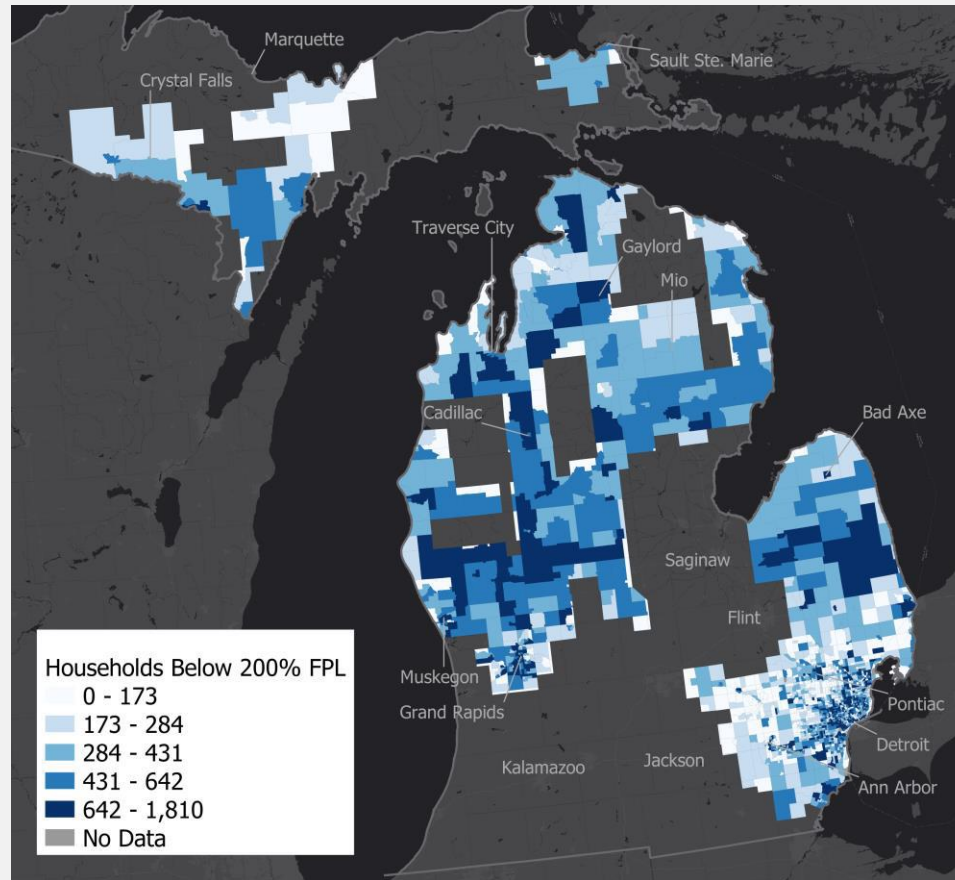 Marquette
Sault Ste. Marie
Crystal Falls
Traverse City
Gaylord
Mio
Cadillac
Bad Axe
Saginaw
Flint
Households Below 200% FPL
0 - 173
173 - 284
284 - 431
431 - 642
642 - 1,810
No Data
Muskegon
Grand Rapids
Pontiac
Detroit
Kalamazoo
Jackson
Ann Arbor